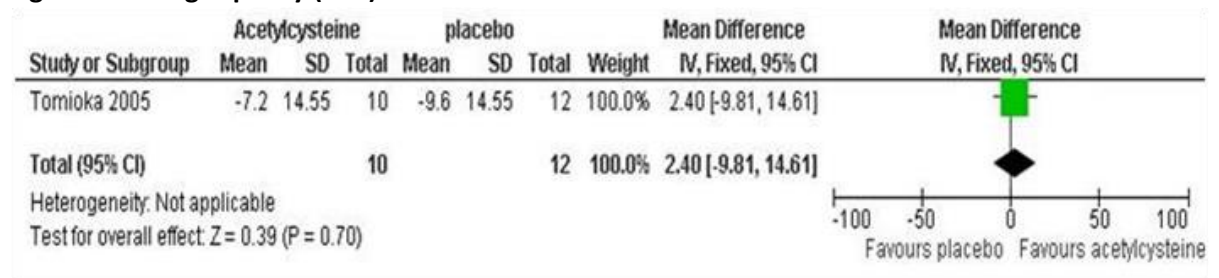 Acetylcysteine placebo Mean Difference Mean Difference
Study or Subgroup Mean SD Total Mean SD Total Weight IV, Fixed, 95% CI IV, Fixed, 95% CI
Tomioka 2005 -7.2 14.55 10 -9.6 14.55 12 100.0% 2.40 [-9.81, 14.61]
Total (95% CI) 10 12 100.0% 2.40 [-9.81, 14.61]
Heterogeneity: Not applicable
Test for overall effect: Z = 0.39 (P = 0.70)
-100 -50 0 50 100
Favours placebo Favours acetylcysteine